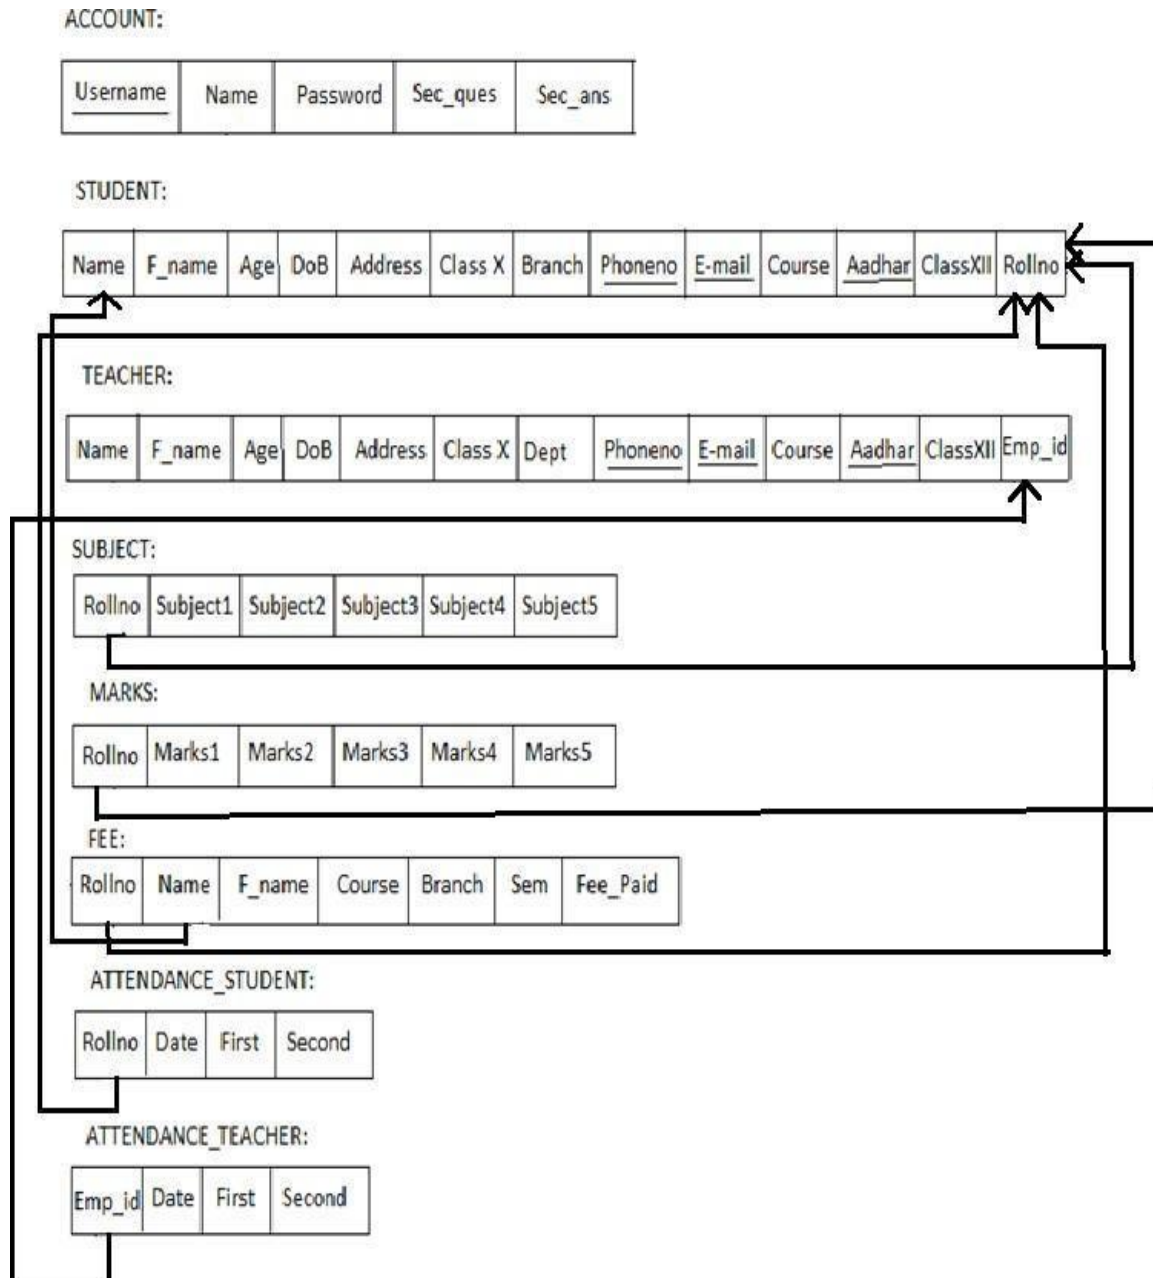 ACCOUNT:
Username Name Password Sec_ques Sec_ans
STUDENT:
Name F_name Age DoB Address Class X Branch Phoneno E-mail Course Aadhar ClassXII Rollno
TEACHER:
Name F_name Age DoB Address Class X Dept Phoneno E-mail Course Aadhar ClassXII Emp_id
SUBJECT:
Rollno Subject1 Subject2 Subject3 Subject4 Subject5
MARKS:
Rollno Marks1 Marks2 Marks3 Marks4 Marks5
FEE:
Rollno Name F_name Course Branch Sem Fee_Paid
ATTENDANCE_STUDENT:
Rollno Date First Second
ATTENDANCE_TEACHER:
Emp_id Date First Second